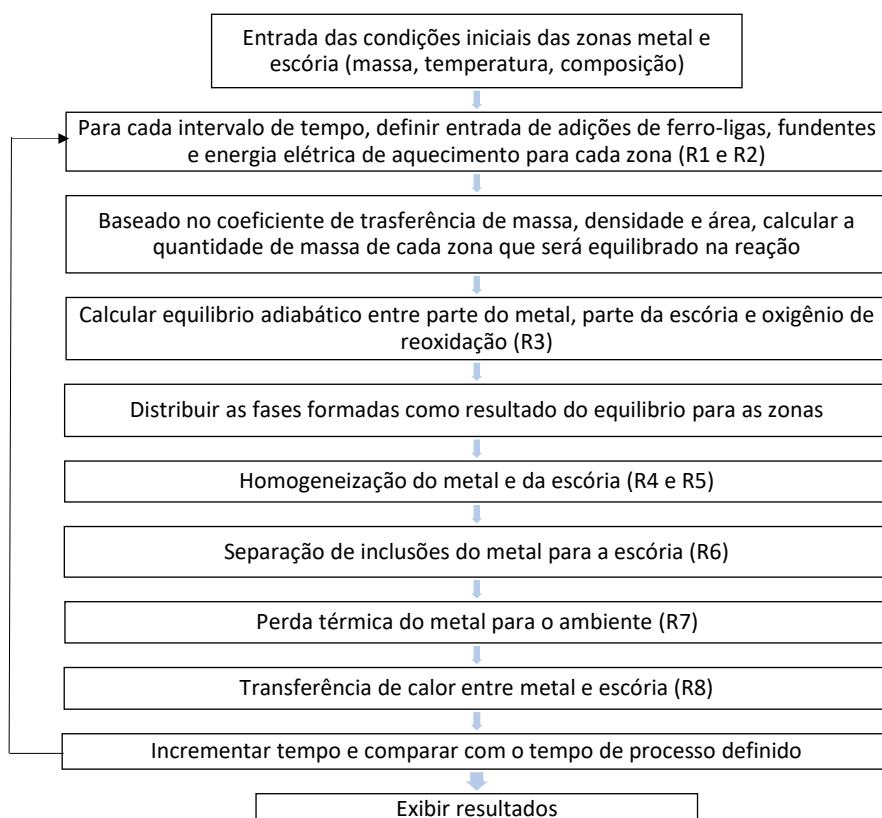 Entrada das condições iniciais das zonas metal e
escória (massa, temperatura, composição)
Para cada intervalo de tempo, definir entrada de adições de ferro-ligas, fundentes
e energia elétrica de aquecimento para cada zona (R1 e R2)
Baseado no coeficiente de trasferência de massa, densidade e área, calcular a
quantidade de massa de cada zona que será equilibrado na reação
Calcular equilibrio adiabático entre parte do metal, parte da escória e oxigênio de
reoxidação (R3)
Distribuir as fases formadas como resultado do equilibrio para as zonas
Homogeneização do metal e da escória (R4 e R5)
Separação de inclusões do metal para a escória (R6)
Perda térmica do metal para o ambiente (R7)
Transferência de calor entre metal e escória (R8)
Incrementar tempo e comparar com o tempo de processo definido
Exibir resultados